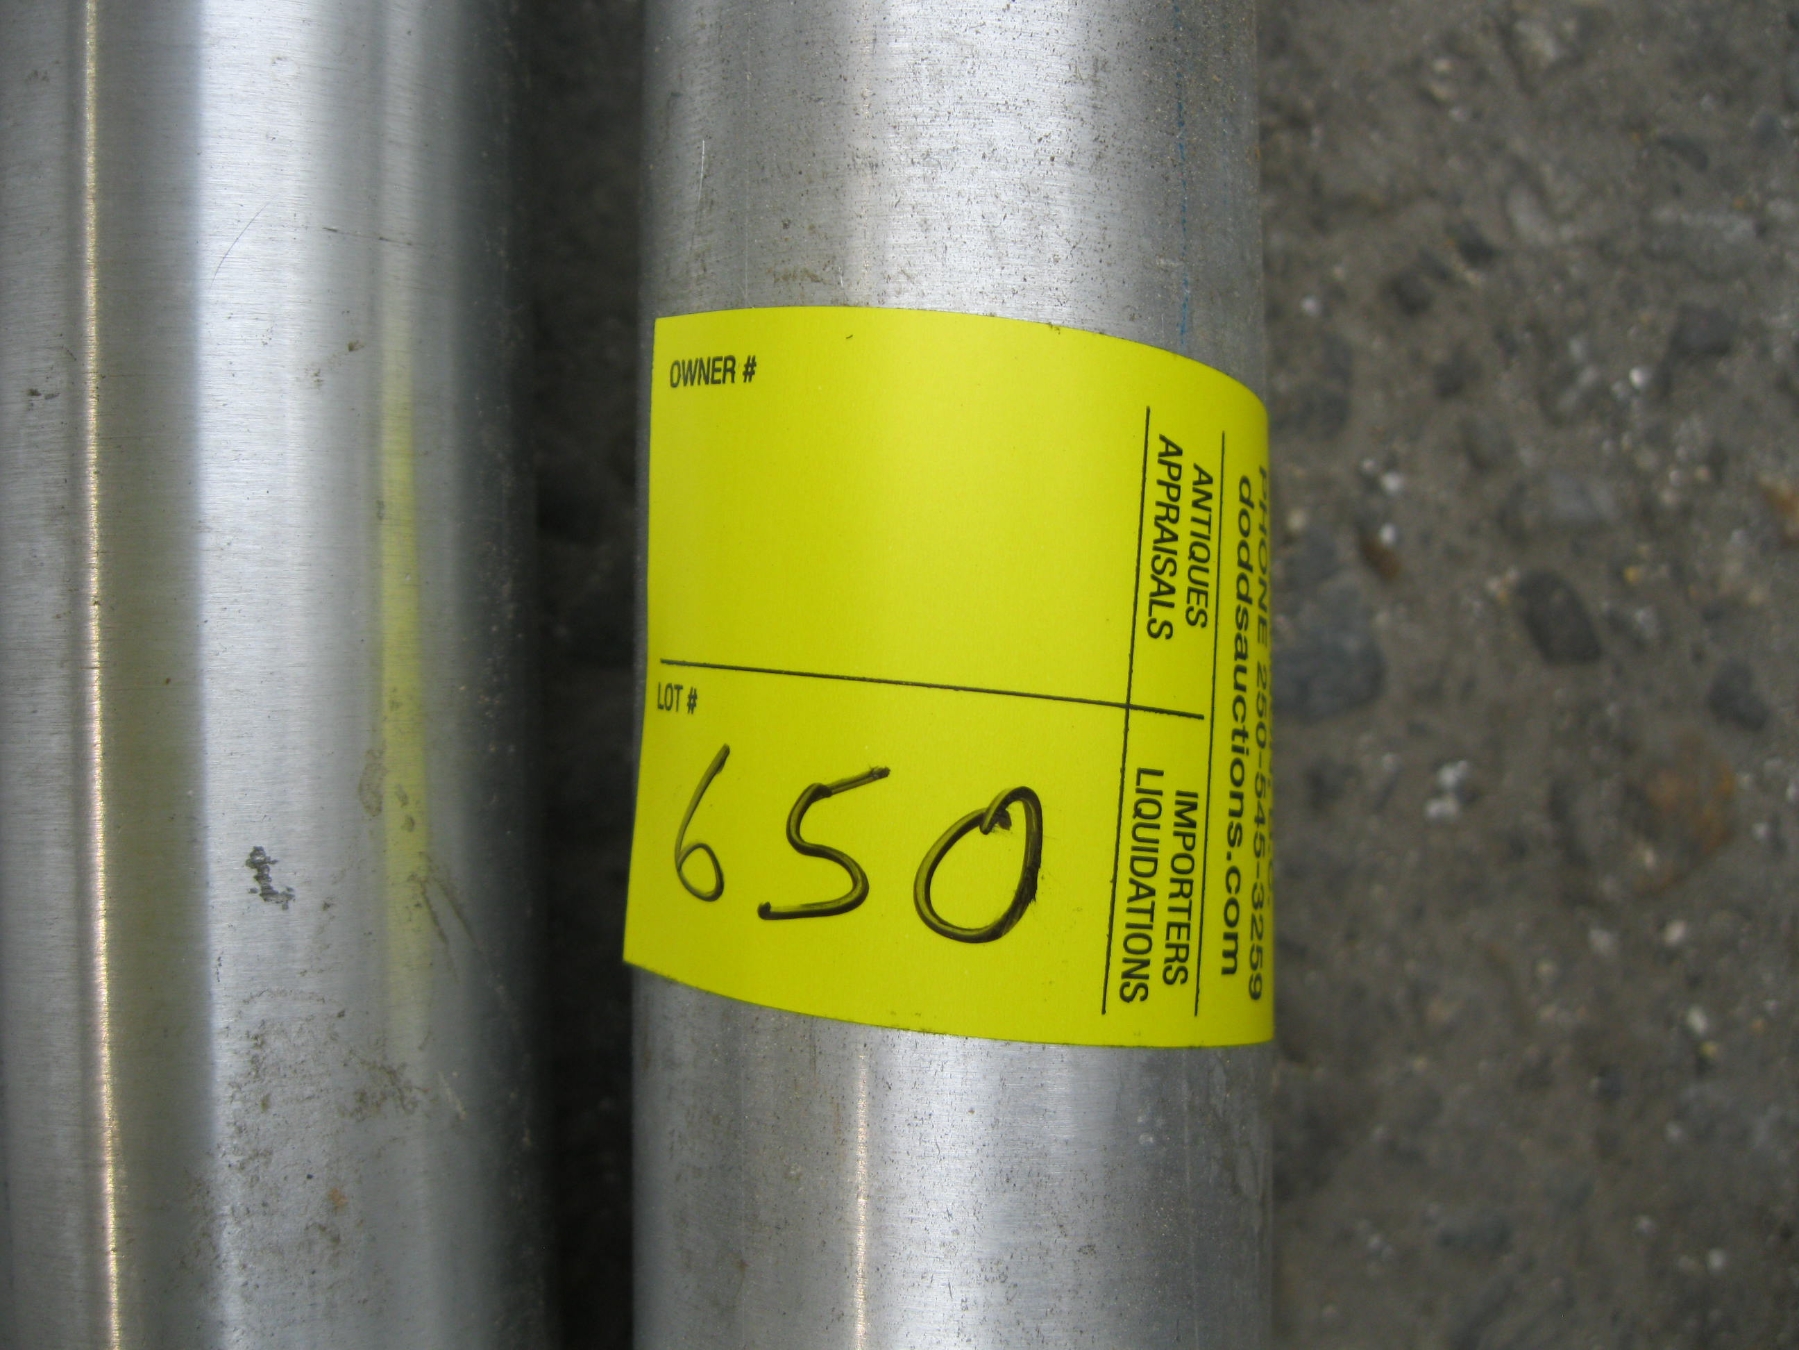 OWNER #
LOT #
650
PHONE 250-545-3259
doddsauctions.com
ANTIQUES
APPRAISALS
IMPORTERS
LIQUIDATIONS